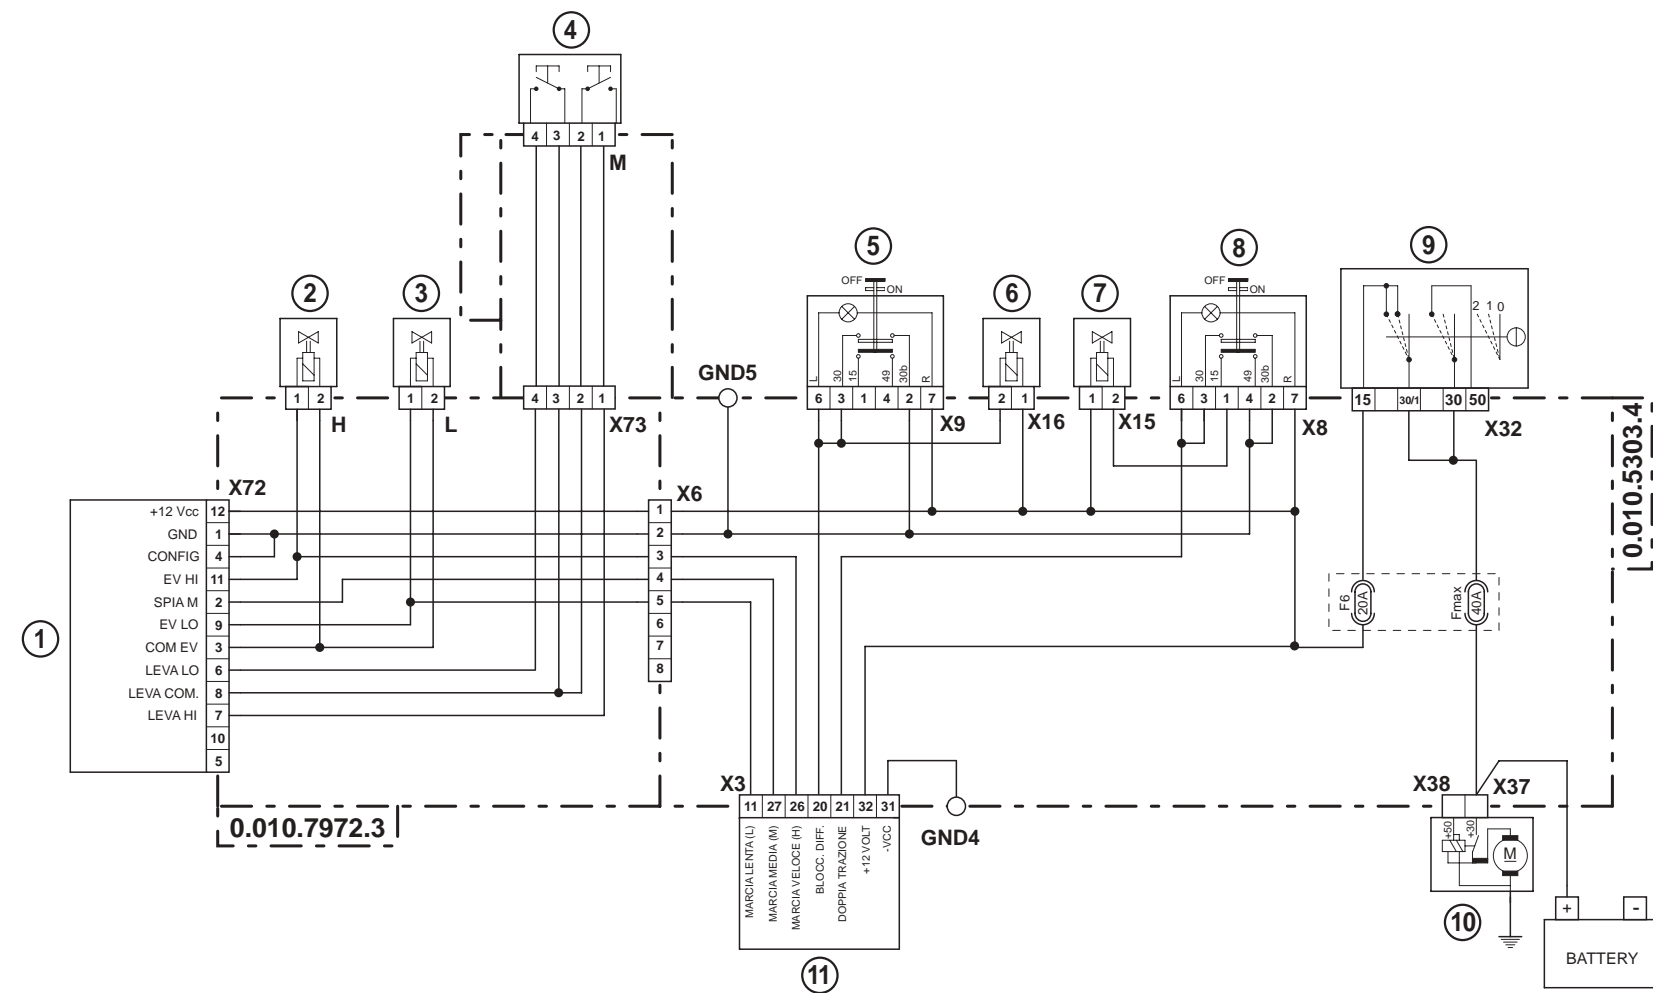 4
4 3 2 1
M
5
8
9
OFF
ON
OFF
ON
2 1 0
2
3
6
7
L 30 15 49 30b R
L 30 15 49 30b R
GND5
1 2
H
1 2
L
4 3 2 1
X73
6 3 1 4 2 7
X9
2 1
X16
1 2
X15
6 3 1 4 2 7
X8
15 30/1 30 50
X32
0.010.5303.4
X72
X6
+12 Vcc 12
GND 1
CONFIG 4
EV HI 11
SPIA M 2
EV LO 9
COM EV 3
LEVA LO 6
LEVA COM. 8
LEVA HI 7
10
5
1
1
2
3
4
5
6
7
8
F6
20A
Fmax
40A
X3
11 27 26 20 21 32 31
MARCIA LENTA (L)
MARCIA MEDIA (M)
MARCIA VELOCE (H)
BLOCC. DIFF.
DOPPIA TRAZIONE
+12 VOLT
-VCC
GND4
0.010.7972.3
11
X38
X37
+50
+30
M
10
+
-
BATTERY